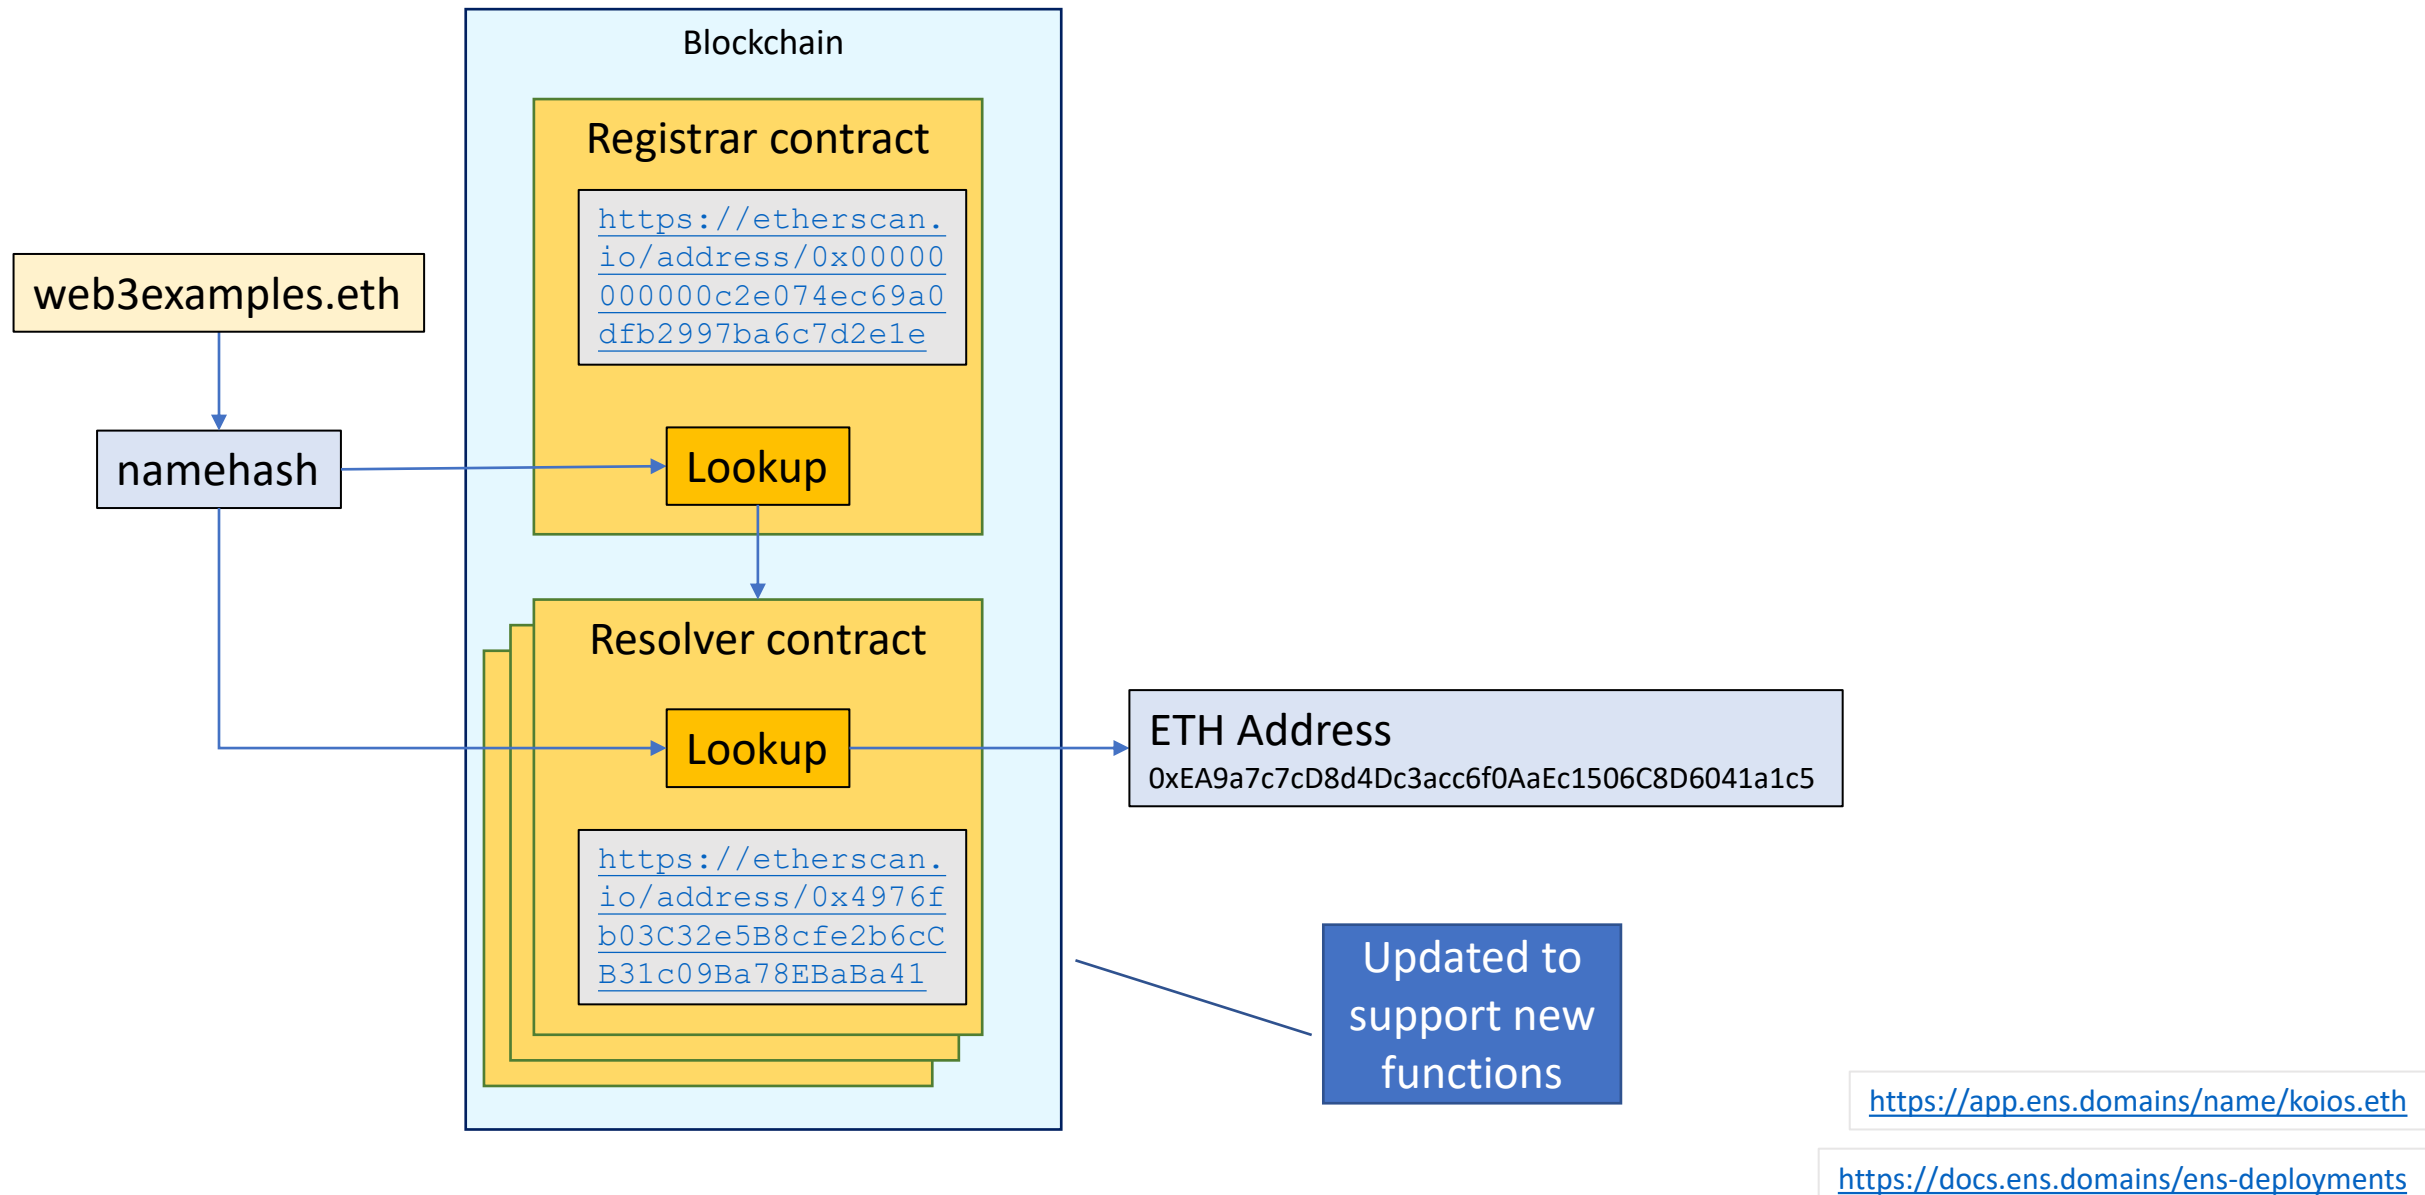 Blockchain
Registrar contract
https://etherscan.
io/address/0x00000
000000c2e074ec69a0
dfb2997ba6c7d2e1e
web3examples.eth
namehash
Lookup
Resolver contract
Lookup
ETH Address
0xEA9a7c7cD8d4Dc3acc6f0AaEc1506C8D6041a1c5
https://etherscan.
io/address/0x4976f
b03C32e5B8cfe2b6cC
B31c09Ba78EBaBa41
Updated to
support new
functions
https://app.ens.domains/name/koios.eth
https://docs.ens.domains/ens-deployments